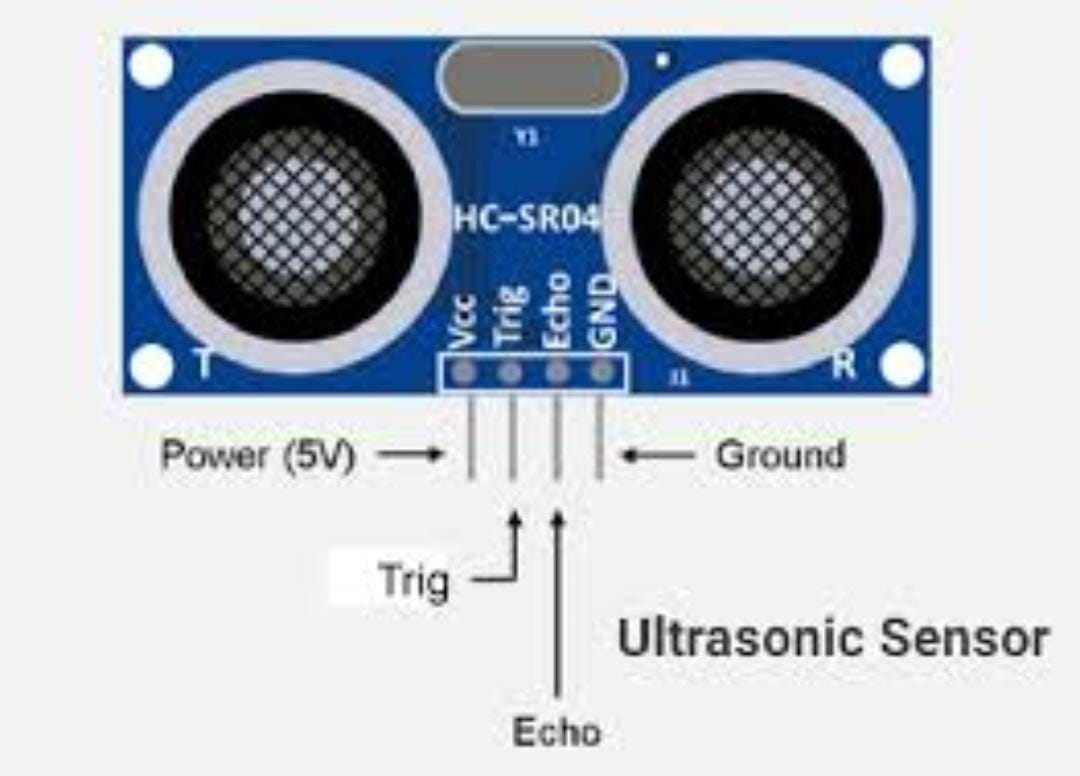 Y1
HC-SR04
Vcc
Trig
Echo
GND
T
R
J1
Power (5V)
Ground
Trig
Ultrasonic Sensor
Echo